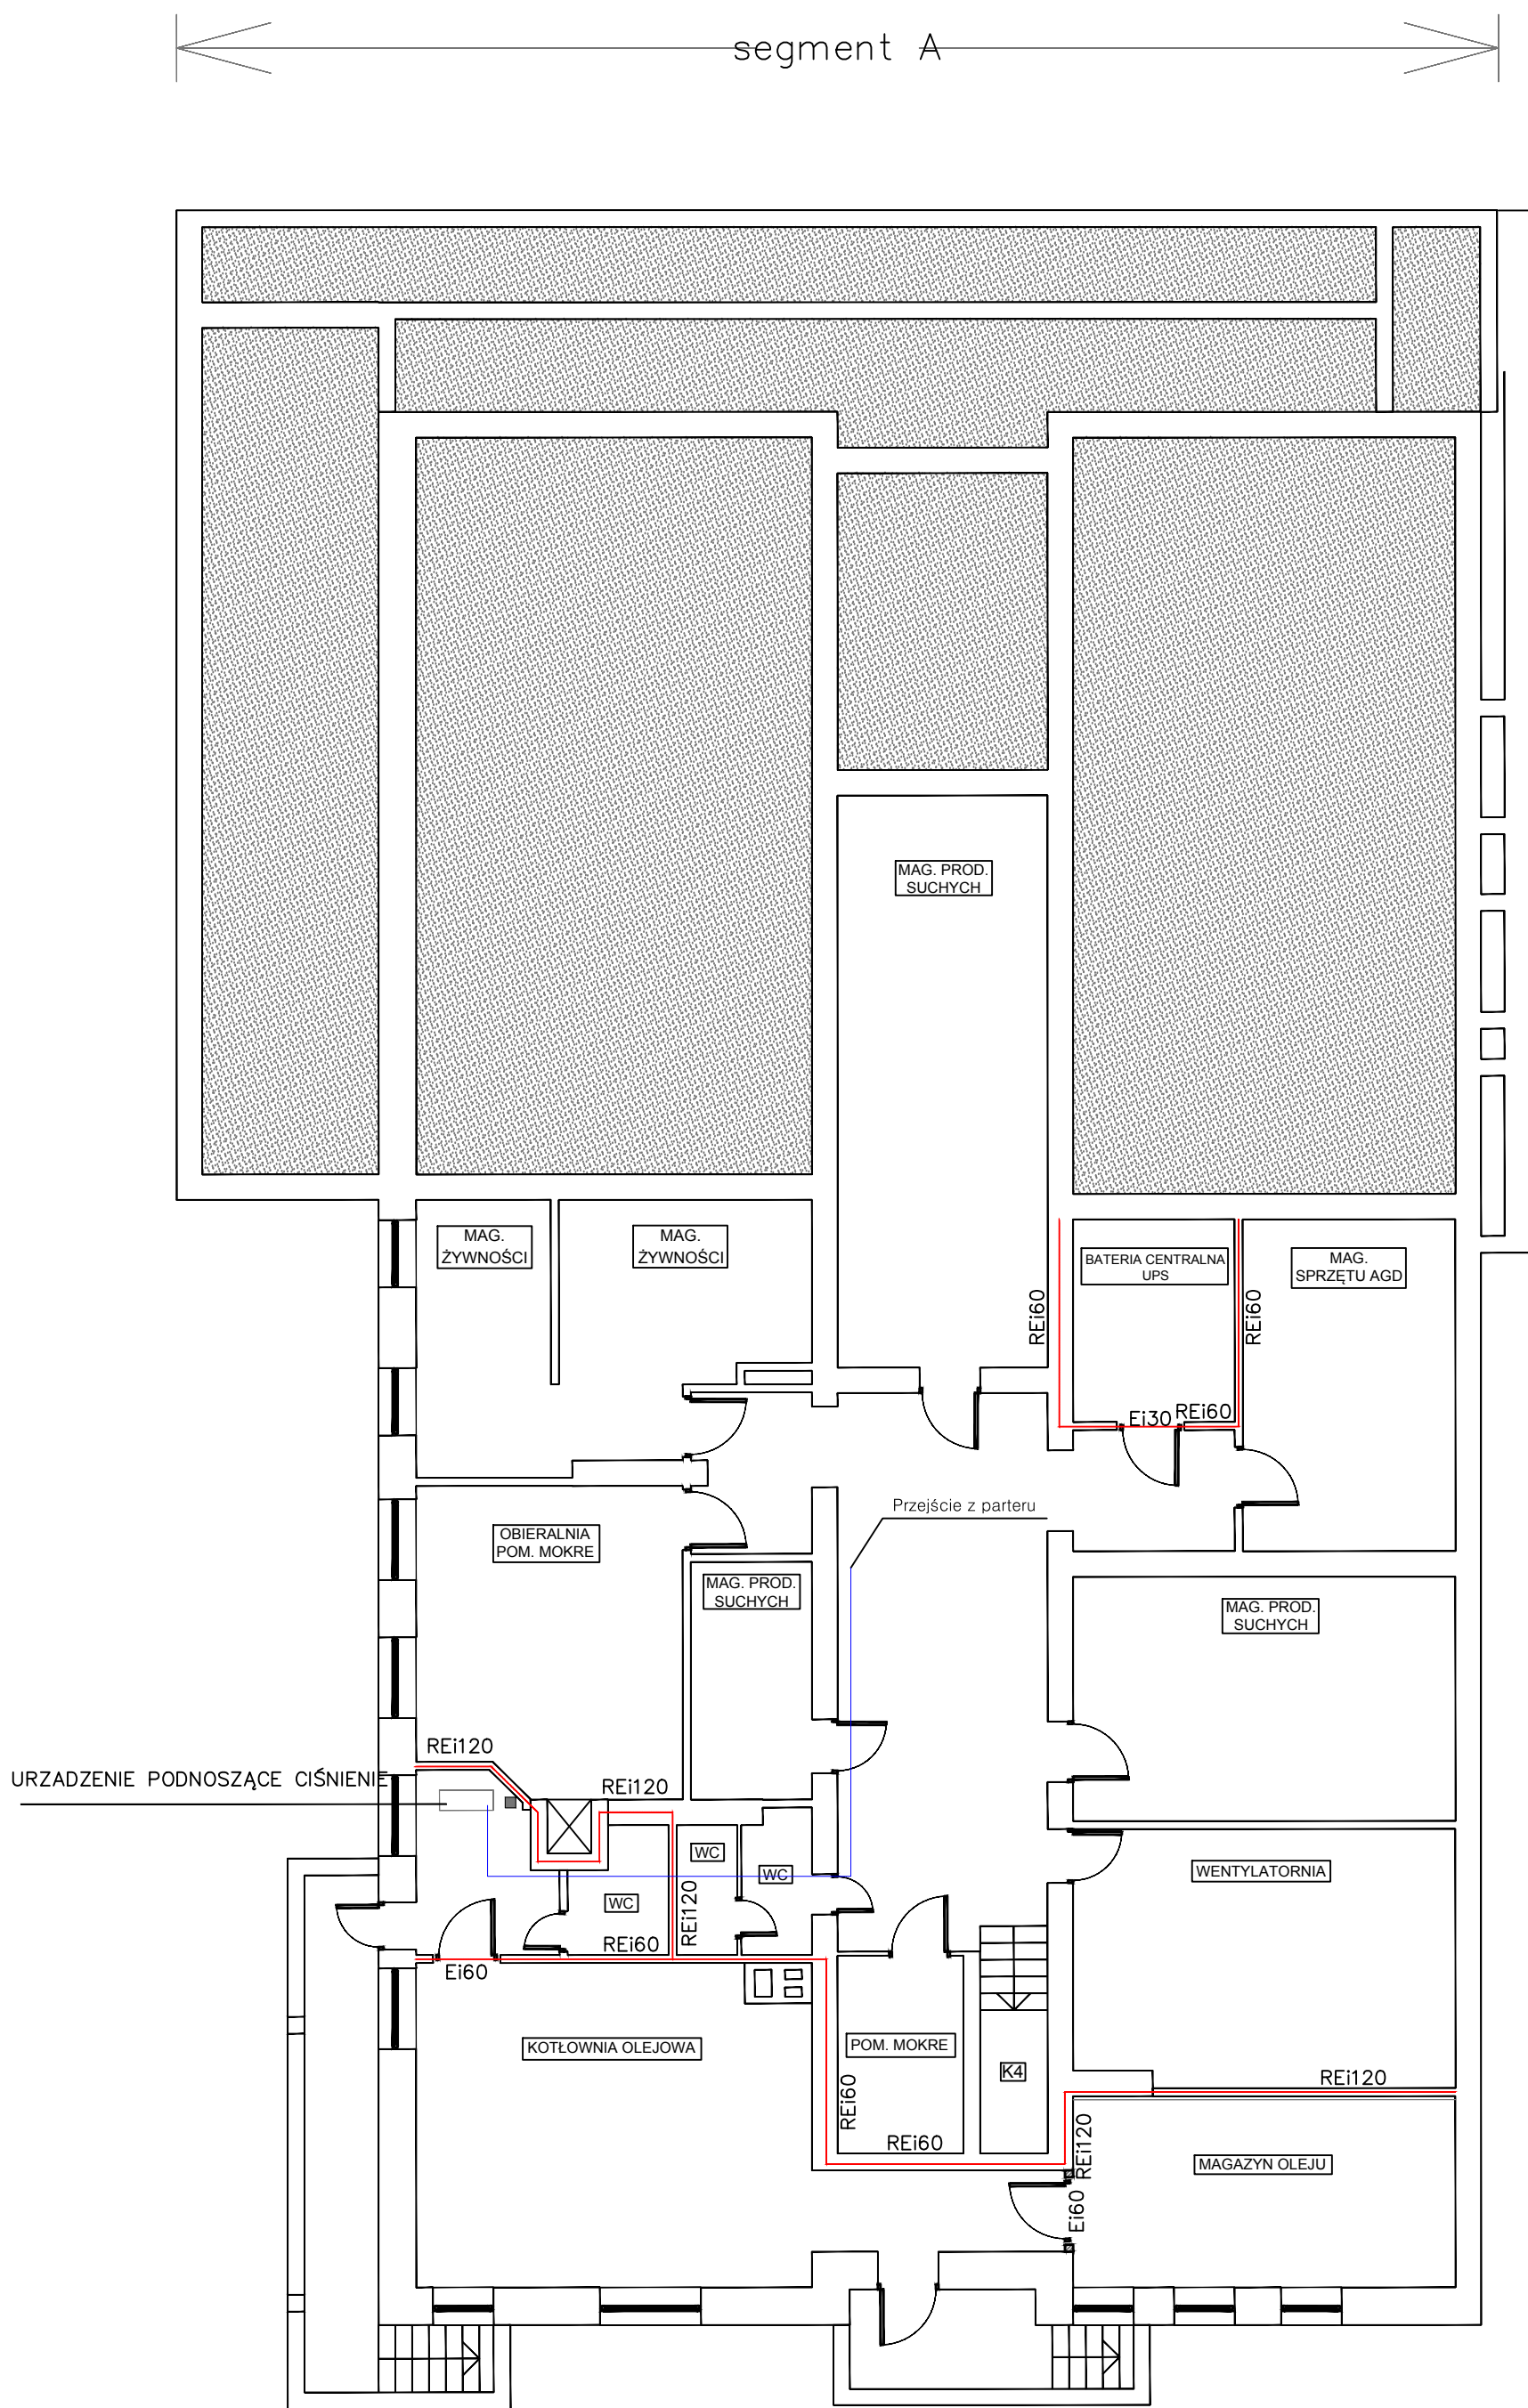 segment A
MAG. PROD.
SUCHYCH
MAG.
ŻYWNOŚCI
MAG.
ŻYWNOŚCI
BATERIA CENTRALNA
UPS
MAG.
SPRZĘTU AGD
REi60
REi60
Ei30
REi60
Przejście z parteru
OBIERALNIA
POM. MOKRE
MAG. PROD.
SUCHYCH
MAG. PROD.
SUCHYCH
REi120
URZADZENIE PODNOSZĄCE CIŚNIENIE
REi120
WC
WC
WC
WENTYLATORNIA
REi120
REi60
Ei60
KOTŁOWNIA OLEJOWA
POM. MOKRE
K4
REi60
REi120
REi60
REi120
MAGAZYN OLEJU
Ei60